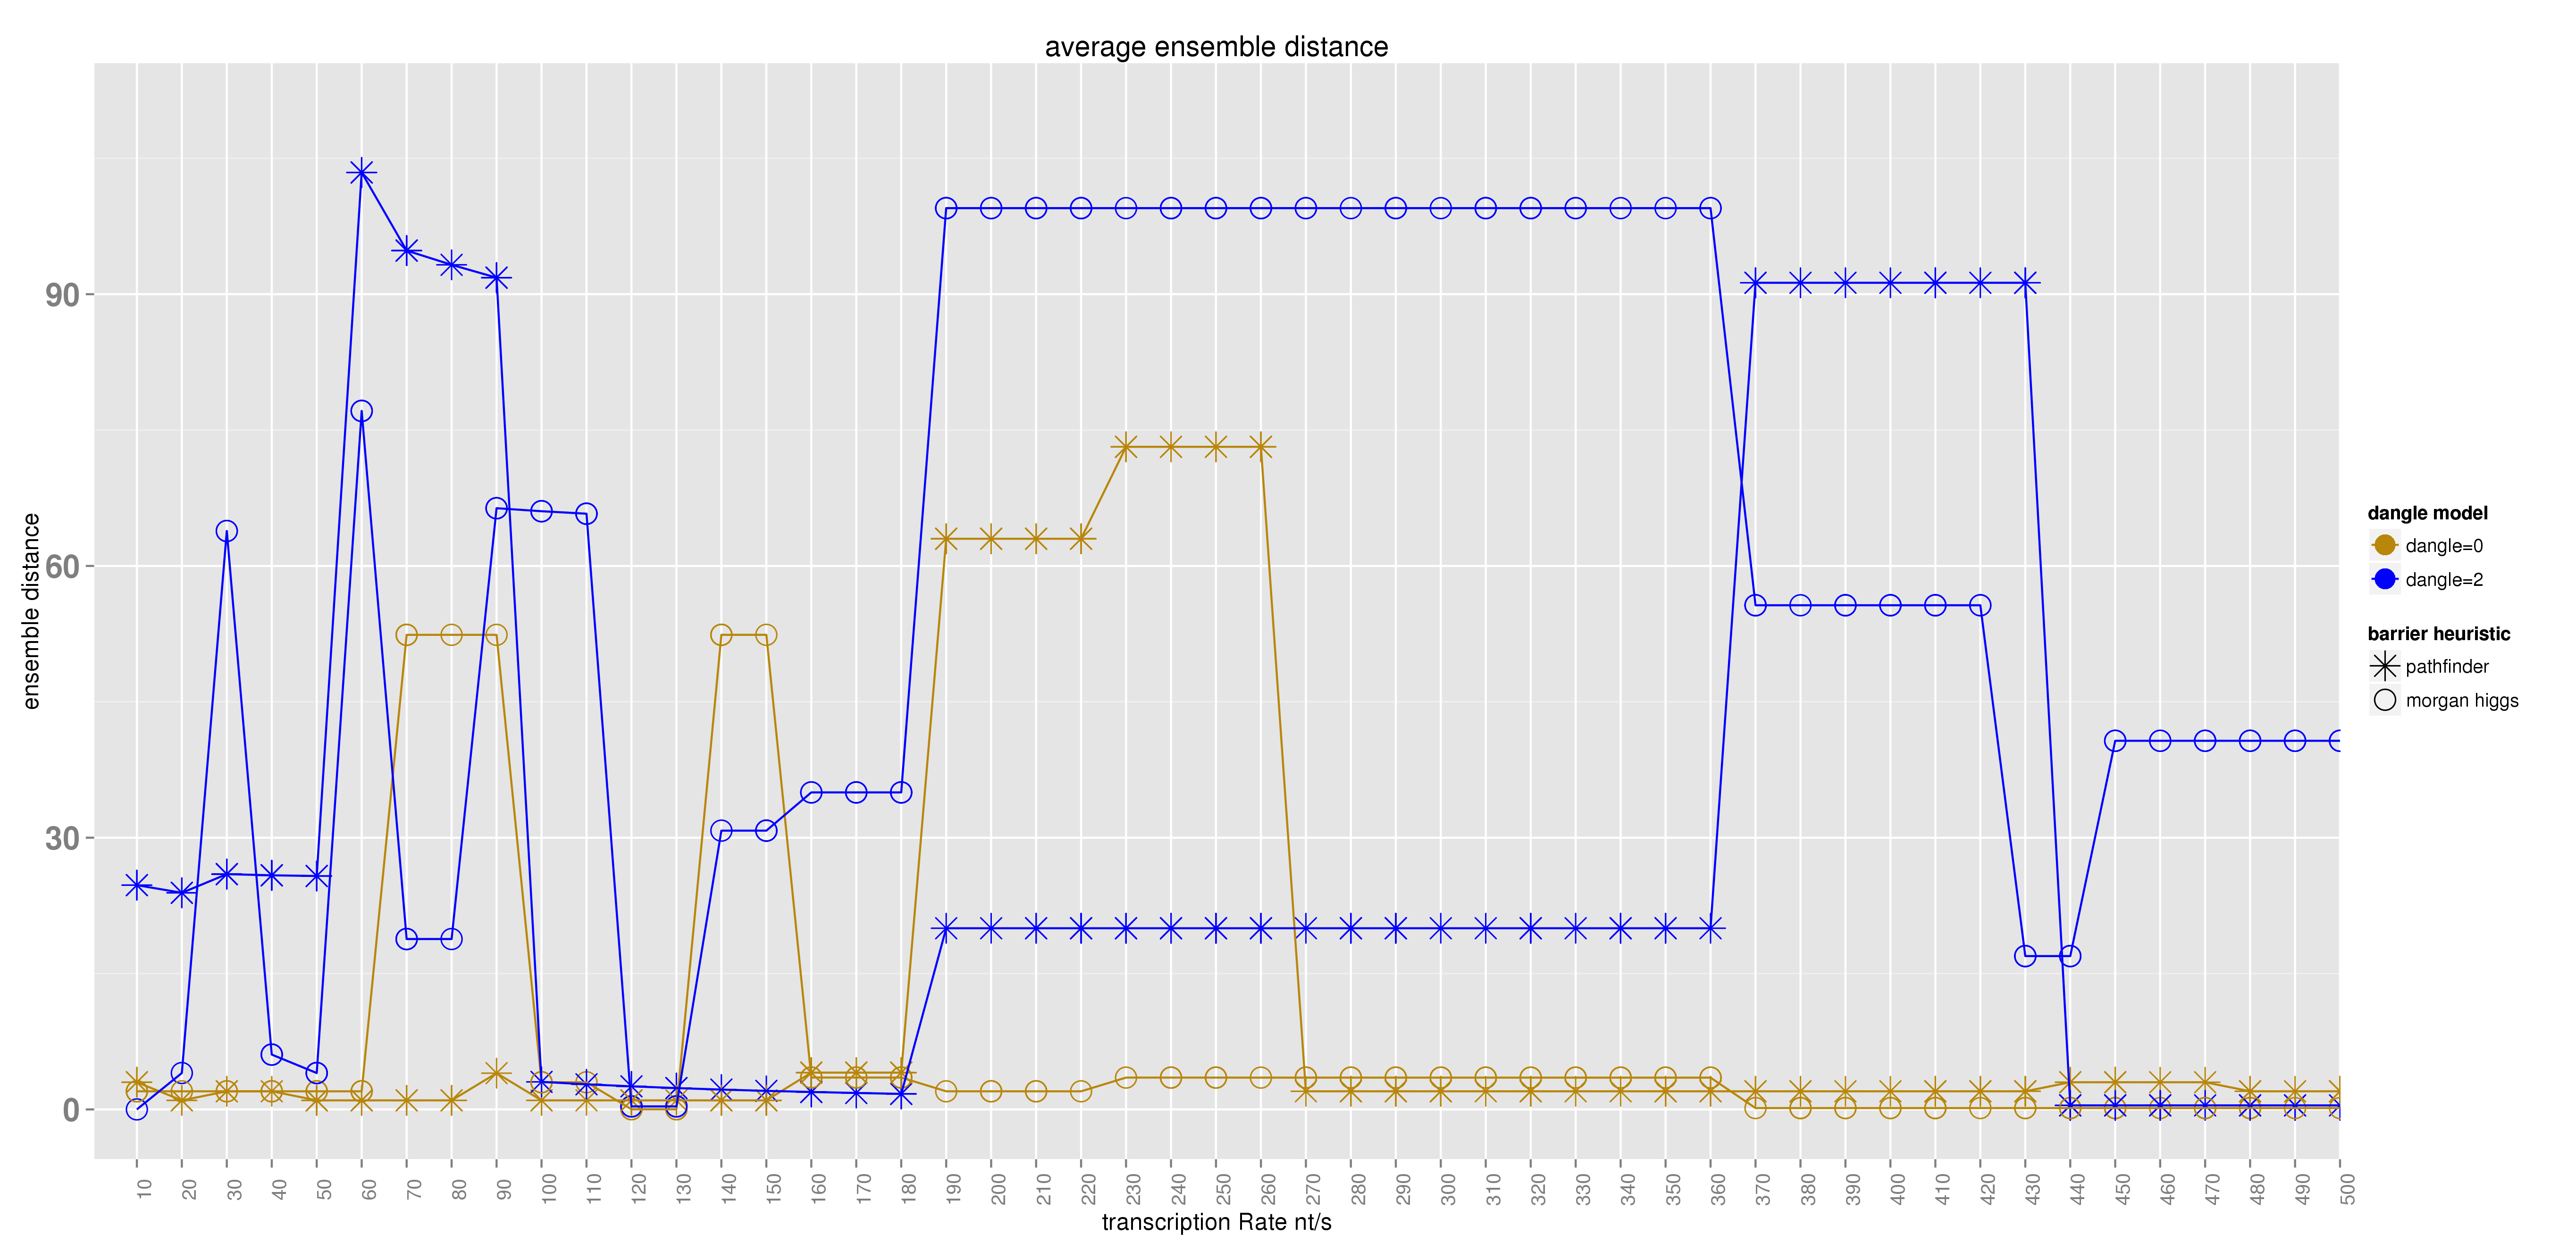 average ensemble distance
ensemble distance
90
60
30
0
10 20 30 40 50 60 70 80 90 100 110 120 130 140 150 160 170 180 190 200 210 220 230 240 250 260 270 280 290 300 310 320 330 340 350 360 370 380 390 400 410 420 430 440 450 460 470 480 490 500
transcription Rate nt/s
dangle model
dangle=0
dangle=2
barrier heuristic
pathfinder
morgan higgs